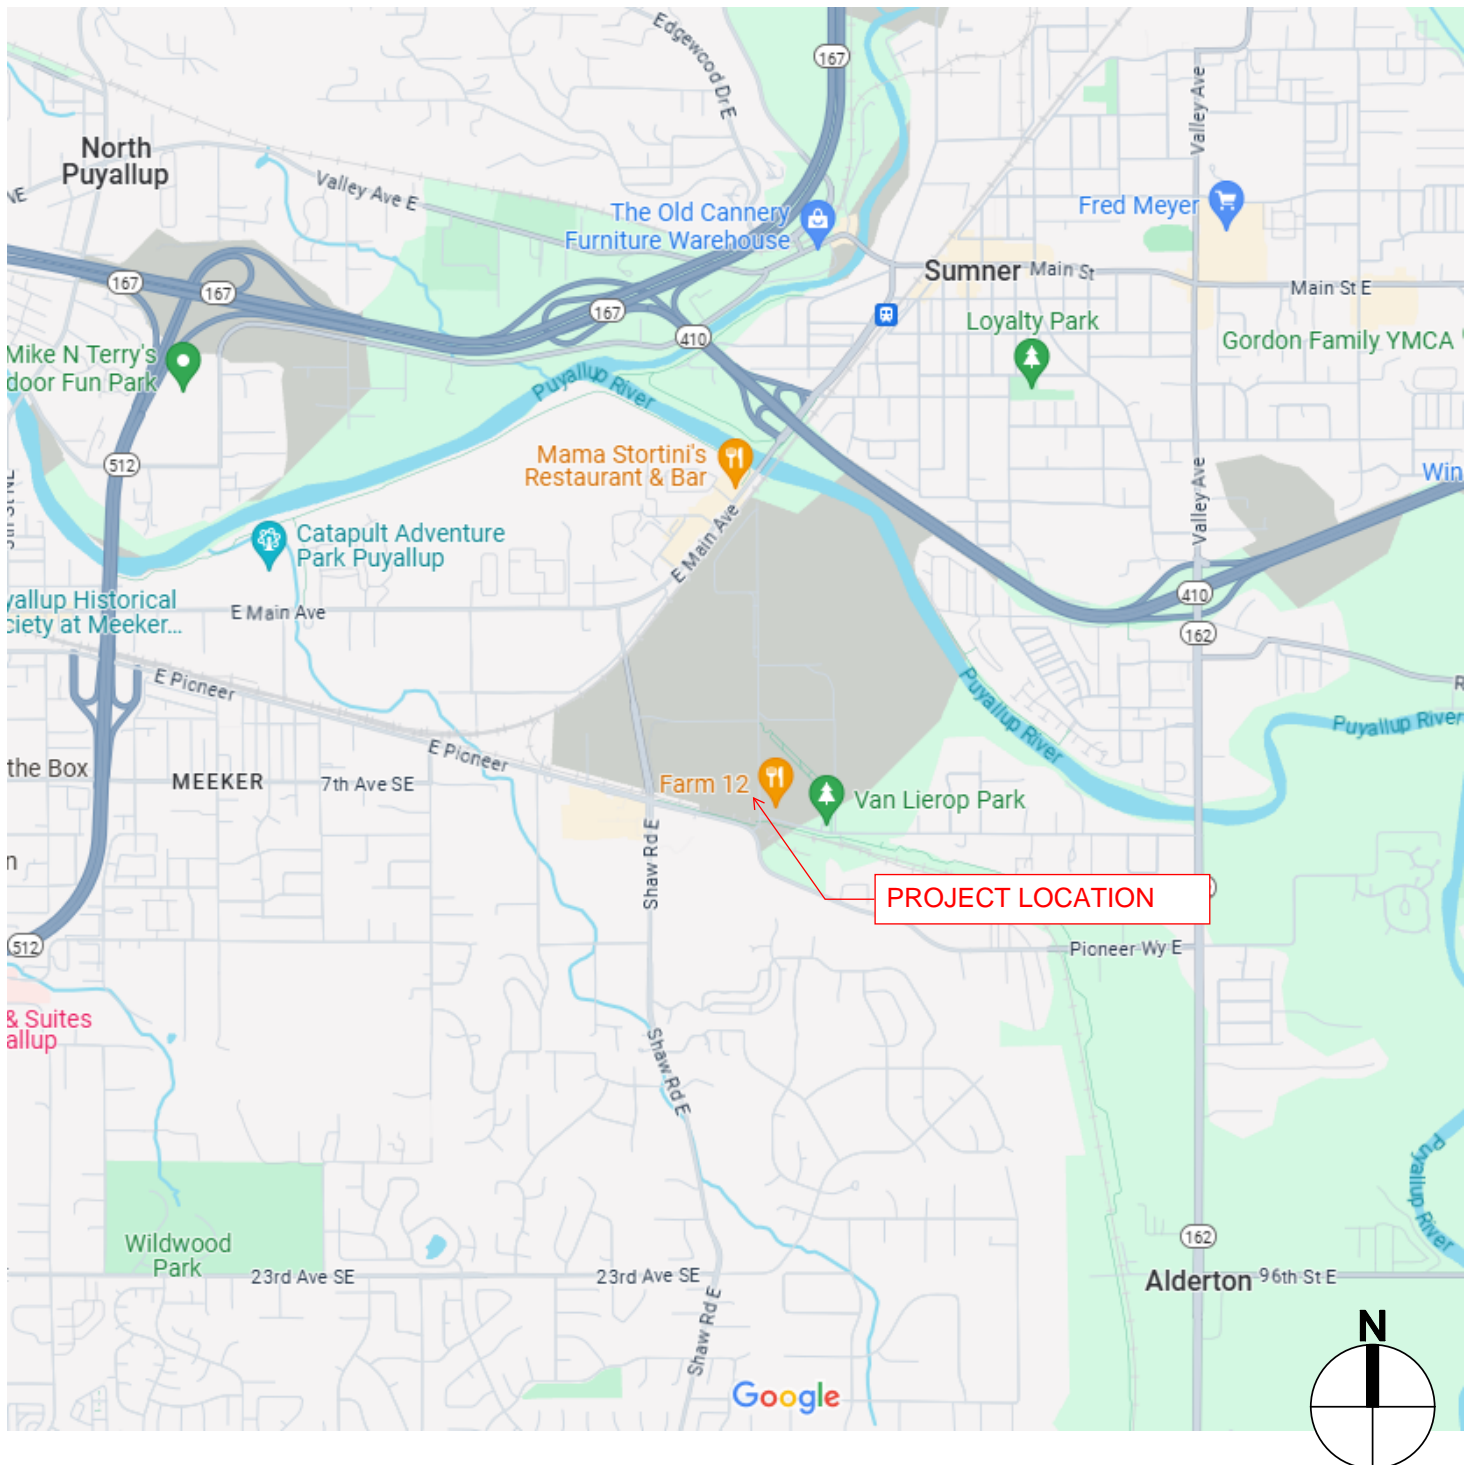 Edgewood Dr E
167
Valley Ave
North
Puyallup
NE
Valley Ave E
The Old Cannery
Furniture Warehouse
Fred Meyer
Sumner
Main St
167
167
167
Main St E
410
Loyalty Park
Gordon Family YMCA
Mike N Terry's
door Fun Park
Puyallup River
512
Mama Stortini's
Restaurant & Bar
Valley Ave
Win
Catapult Adventure
Park Puyallup
E Main Ave
yallup Historical
ciety at Meeker...
E Main Ave
410
162
E Pioneer
Puyallup River
R
Puyallup River
E Pioneer
the Box
MEEKER
7th Ave SE
Farm 12
Van Lierop Park
n
Shaw Rd E
PROJECT LOCATION
512
Pioneer Wy E
& Suites
allup
Shaw Rd E
Puyallup River
Wildwood
Park
162
23rd Ave SE
23rd Ave SE
Alderton
96th St E
Shaw Rd E
N
Google